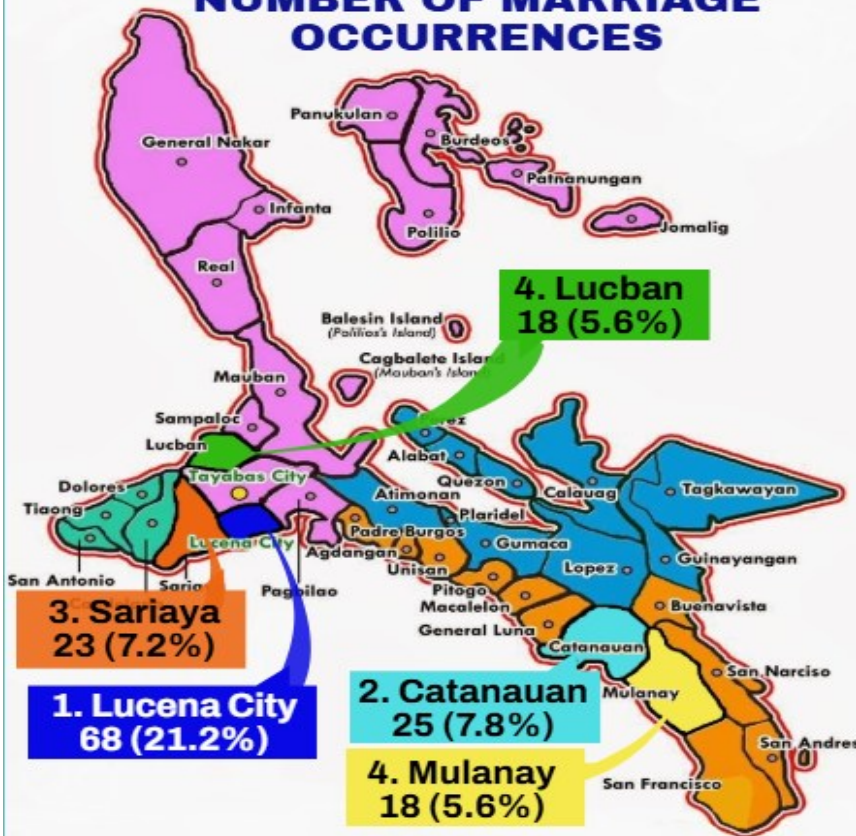 NUMBER OF MARRIAGE
OCCURRENCES
Panukulan
Burdeos
General Nakar
Patnanungan
Infanta
Polilio
Jomalig
Real
4. Lucban
18 (5.6%)
Balesin Island
(Polilios's Island)
Cagbalete Island
(Mauban's Island)
Mauban
Sampaloc
Lucban
Alabat
Tayabas City
Quezon
Calauag
Tagkawayan
Dolores
Atimonan
Tiaong
Plaridel
Padre Burgos
Lucena City
Gumaca
Agdangan
Guinayangan
Unisan
Lopez
San Antonio
Pagbilao
Pitogo
Macalelon
Buenavista
3. Sariaya
23 (7.2%)
General Luna
Catanauan
San Narciso
1. Lucena City
68 (21.2%)
2. Catanauan
25 (7.8%)
Mulanay
San Andres
4. Mulanay
18 (5.6%)
San Francisco